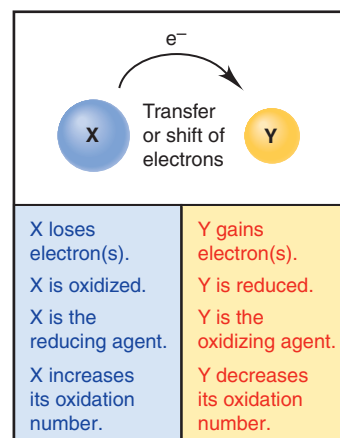 e⁻
X
Transfer
or shift of
electrons
Y
X loses
electron(s).
X is oxidized.
X is the
reducing agent.
X increases
its oxidation
number.
Y gains
electron(s).
Y is reduced.
Y is the
oxidizing agent.
Y decreases
its oxidation
number.